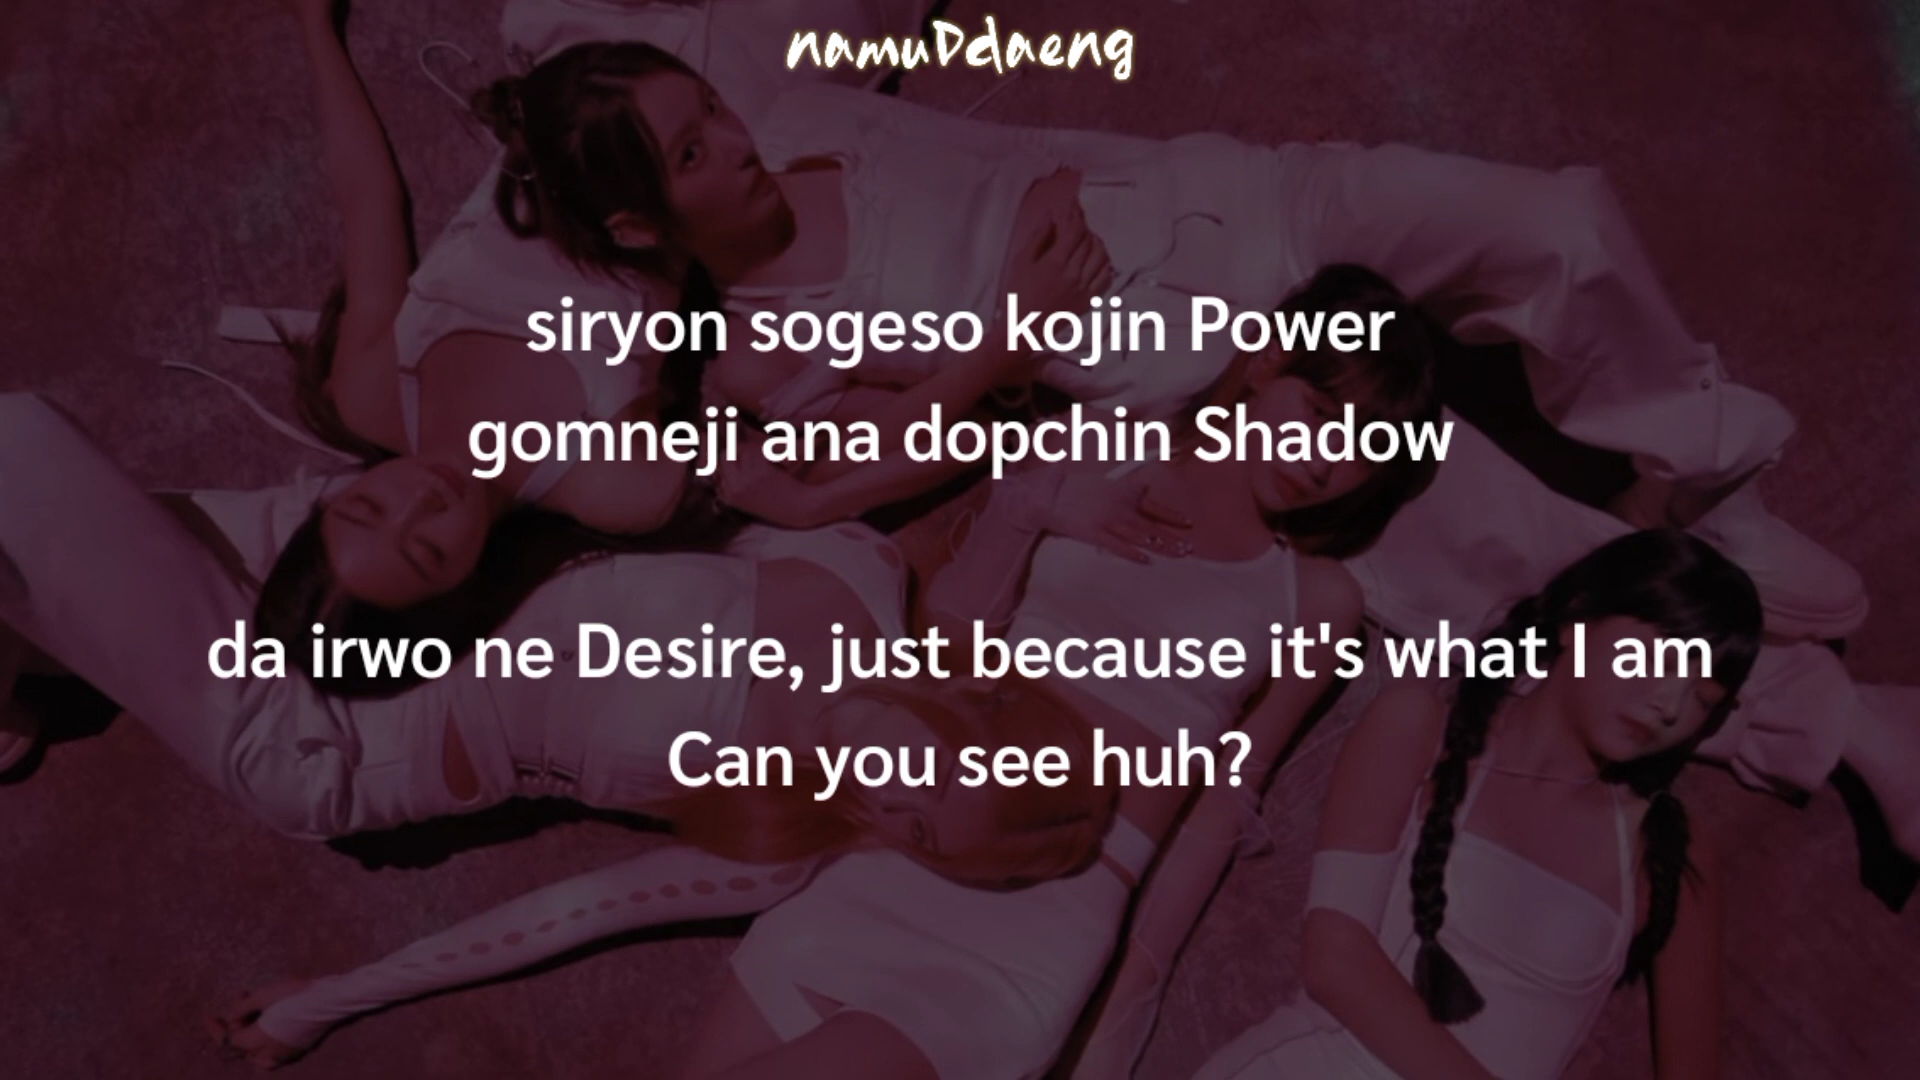 namuDdaeng
siryon sogeso kojin Power
gomneji ana dopchin Shadow
da irwo ne Desire, just because it's what I am
Can you see huh?